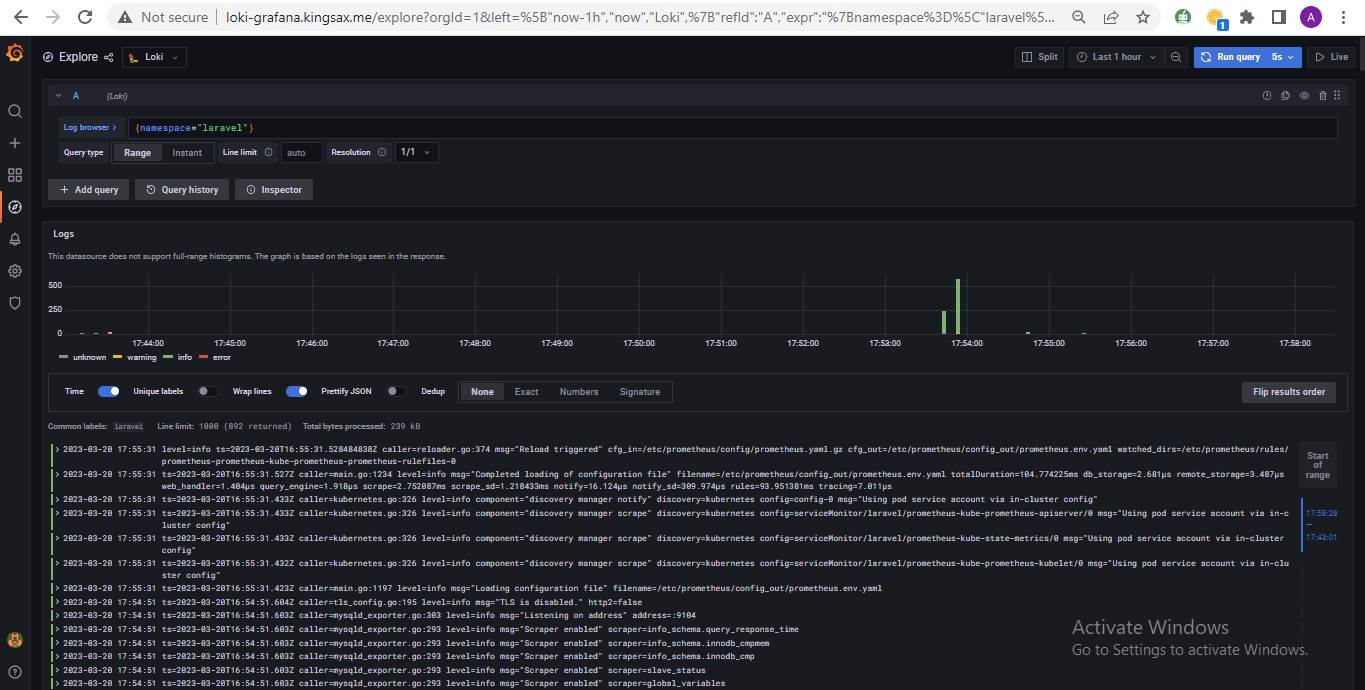 Not secure | loki-grafana.kingsax.me/explore?orgId=1&left=%5B"now-1h","now","Loki",%7B"refId":"A","expr":"%7Bnamespace%3D%5C"laravel%5...
1
A
Explore
Loki
Split
Last 1 hour
Run query 5s
Live
A (Loki)
Log browser >
{namespace="laravel"}
Query type Range Instant Line limit auto Resolution 1/1
+ Add query
Query history
Inspector
Logs
This datasource does not support full-range histograms. The graph is based on the logs seen in the response.
500
250
0
17:44:00 17:45:00 17:46:00 17:47:00 17:48:00 17:49:00 17:50:00 17:51:00 17:52:00 17:53:00 17:54:00 17:55:00 17:56:00 17:57:00 17:58:00
unknown warning info error
Time Unique labels Wrap lines Prettify JSON Dedup None Exact Numbers Signature Flip results order
Common labels: laravel Line limit: 1000 (892 returned) Total bytes processed: 239 kB
> 2023-03-20 17:55:31 level=info ts=2023-03-20T16:55:31.528484838Z caller=reloader.go:374 msg="Reload triggered" cfg_in=/etc/prometheus/config/prometheus.yaml.gz cfg_out=/etc/prometheus/config_out/prometheus.env.yaml watched_dirs=/etc/prometheus/rules/
prometheus-prometheus-kube-prometheus-prometheus-rulefiles-0
> 2023-03-20 17:55:31 ts=2023-03-20T16:55:31.527Z caller=main.go:1234 level=info msg="Completed loading of configuration file" filename=/etc/prometheus/config_out/prometheus.env.yaml totalDuration=104.774225ms db_storage=2.681µs remote_storage=3.487µs
web_handler=1.404µs query_engine=1.918µs scrape=2.752087ms scrape_sd=1.218433ms notify=16.124µs notify_sd=309.974µs rules=93.951381ms tracing=7.011µs
> 2023-03-20 17:55:31 ts=2023-03-20T16:55:31.433Z caller=kubernetes.go:326 level=info component="discovery manager notify" discovery=kubernetes config=config-0 msg="Using pod service account via in-cluster config"
> 2023-03-20 17:55:31 ts=2023-03-20T16:55:31.433Z caller=kubernetes.go:326 level=info component="discovery manager scrape" discovery=kubernetes config=serviceMonitor/laravel/prometheus-kube-prometheus-apiserver/0 msg="Using pod service account via in-c
luster config"
> 2023-03-20 17:55:31 ts=2023-03-20T16:55:31.433Z caller=kubernetes.go:326 level=info component="discovery manager scrape" discovery=kubernetes config=serviceMonitor/laravel/prometheus-kube-state-metrics/0 msg="Using pod service account via in-cluster
config"
> 2023-03-20 17:55:31 ts=2023-03-20T16:55:31.432Z caller=kubernetes.go:326 level=info component="discovery manager scrape" discovery=kubernetes config=serviceMonitor/laravel/prometheus-kube-prometheus-kubelet/0 msg="Using pod service account via in-clu
ster config"
> 2023-03-20 17:55:31 ts=2023-03-20T16:55:31.423Z caller=main.go:1197 level=info msg="Loading configuration file" filename=/etc/prometheus/config_out/prometheus.env.yaml
> 2023-03-20 17:54:51 ts=2023-03-20T16:54:51.604Z caller=tls_config.go:195 level=info msg="TLS is disabled." http2=false
> 2023-03-20 17:54:51 ts=2023-03-20T16:54:51.603Z caller=mysqld_exporter.go:303 level=info msg="Listening on address" address=:9104
> 2023-03-20 17:54:51 ts=2023-03-20T16:54:51.603Z caller=mysqld_exporter.go:293 level=info msg="Scraper enabled" scraper=info_schema.query_response_time
> 2023-03-20 17:54:51 ts=2023-03-20T16:54:51.603Z caller=mysqld_exporter.go:293 level=info msg="Scraper enabled" scraper=info_schema.innodb_cmpmem
> 2023-03-20 17:54:51 ts=2023-03-20T16:54:51.603Z caller=mysqld_exporter.go:293 level=info msg="Scraper enabled" scraper=info_schema.innodb_cmp
> 2023-03-20 17:54:51 ts=2023-03-20T16:54:51.603Z caller=mysqld_exporter.go:293 level=info msg="Scraper enabled" scraper=slave_status
> 2023-03-20 17:54:51 ts=2023-03-20T16:54:51.603Z caller=mysqld_exporter.go:293 level=info msg="Scraper enabled" scraper=global_variables
Start
of
range
17:58:28
—
17:43:01
Activate Windows
Go to Settings to activate Windows.